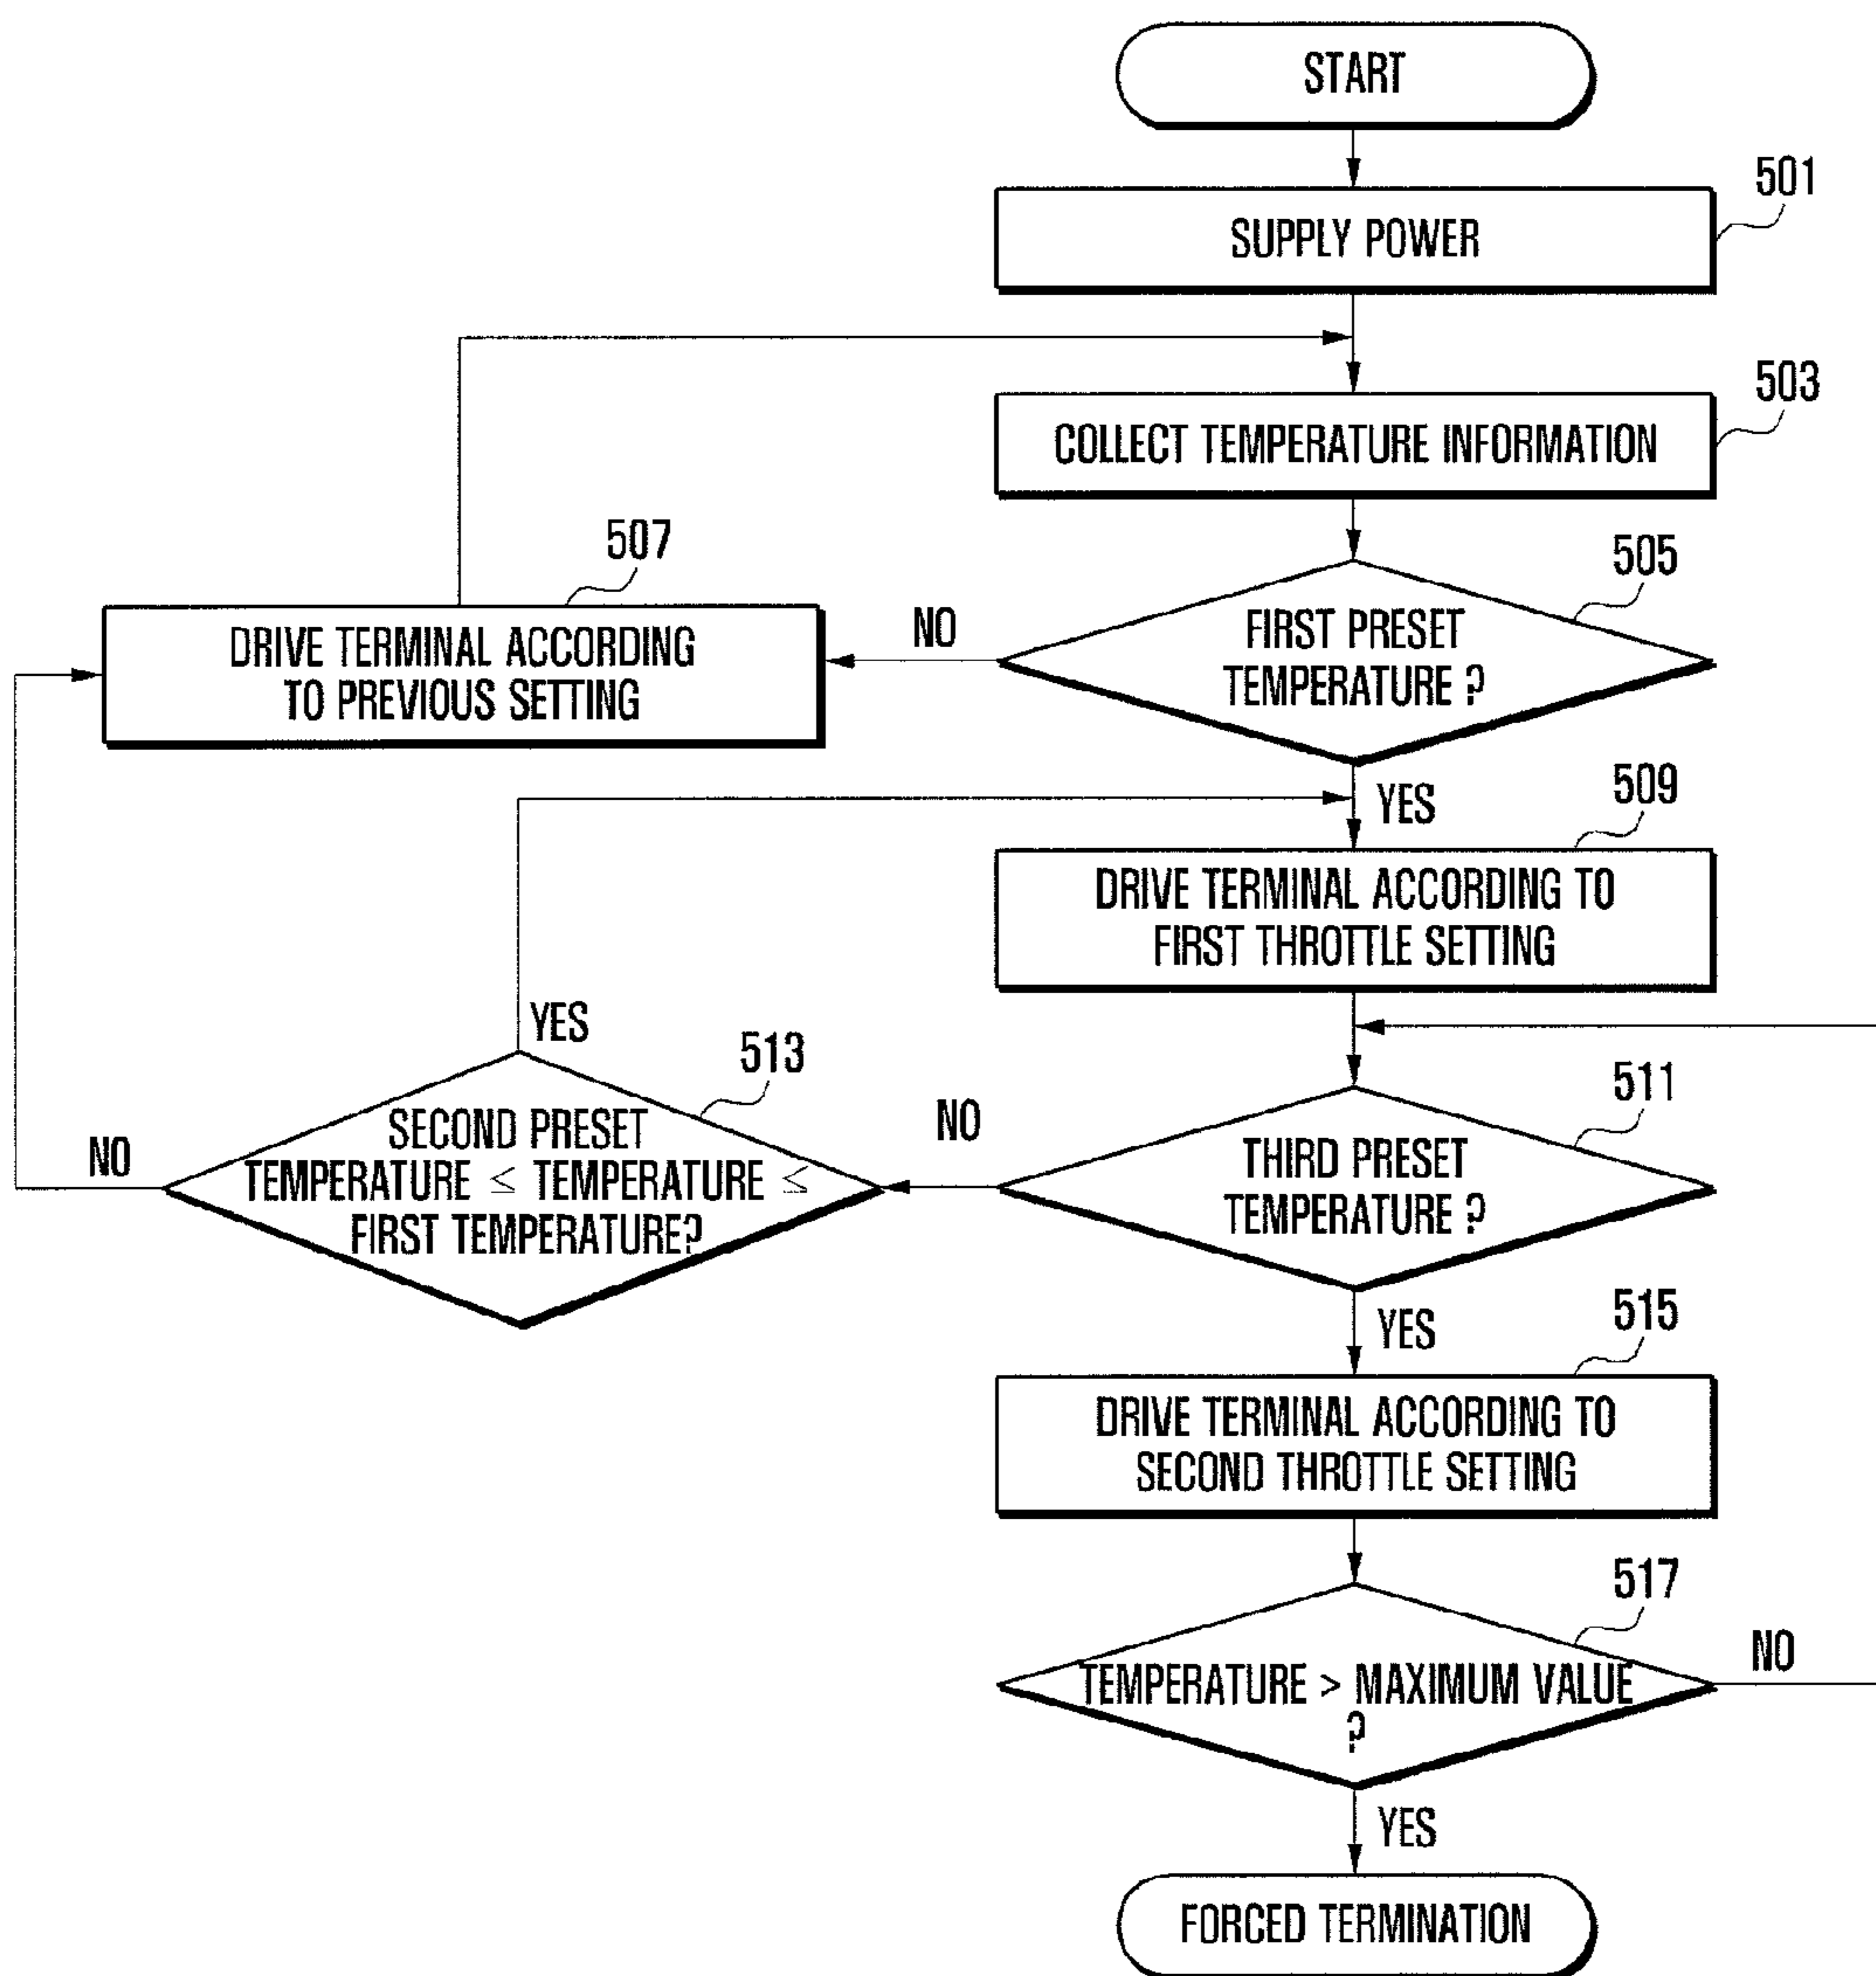 START
501
SUPPLY POWER
503
COLLECT TEMPERATURE INFORMATION
507
505
DRIVE TERMINAL ACCORDING
TO PREVIOUS SETTING
NO
FIRST PRESET
TEMPERATURE ?
YES
509
DRIVE TERMINAL ACCORDING TO
FIRST THROTTLE SETTING
YES
513
511
NO
SECOND PRESET
TEMPERATURE ≤ TEMPERATURE ≤
FIRST TEMPERATURE?
NO
THIRD PRESET
TEMPERATURE ?
YES
515
DRIVE TERMINAL ACCORDING TO
SECOND THROTTLE SETTING
517
TEMPERATURE > MAXIMUM VALUE
?
NO
YES
FORCED TERMINATION